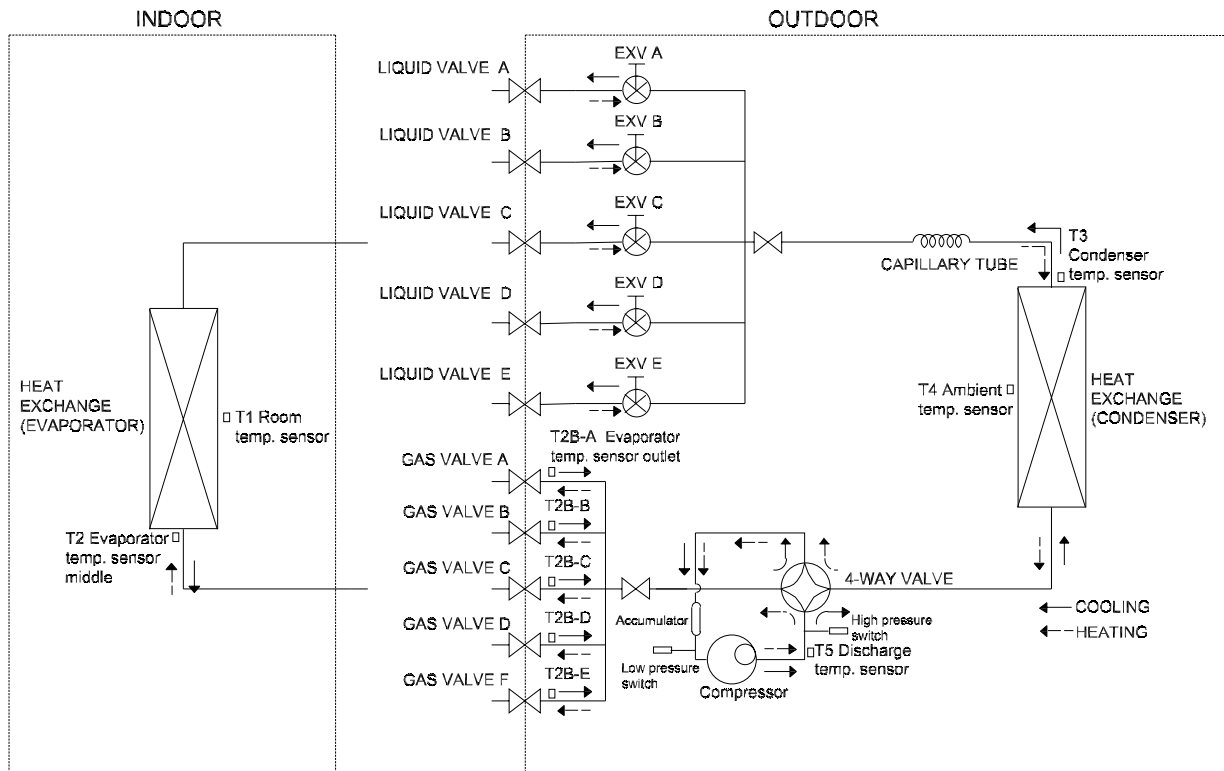 INDOOR
OUTDOOR
LIQUID VALVE A
EXV A
LIQUID VALVE B
EXV B
LIQUID VALVE C
EXV C
LIQUID VALVE D
EXV D
LIQUID VALVE E
EXV E
CAPILLARY TUBE
T3
Condenser
temp. sensor
HEAT
EXCHANGE
(EVAPORATOR)
T1 Room
temp. sensor
T4 Ambient
temp. sensor
HEAT
EXCHANGE
(CONDENSER)
T2B-A Evaporator
temp. sensor outlet
GAS VALVE A
GAS VALVE B
T2B-B
GAS VALVE C
T2B-C
GAS VALVE D
T2B-D
GAS VALVE F
T2B-E
T2 Evaporator
temp. sensor
middle
4-WAY VALVE
Accumulator
High pressure
switch
Low pressure
switch
Compressor
T5 Discharge
temp. sensor
COOLING
HEATING